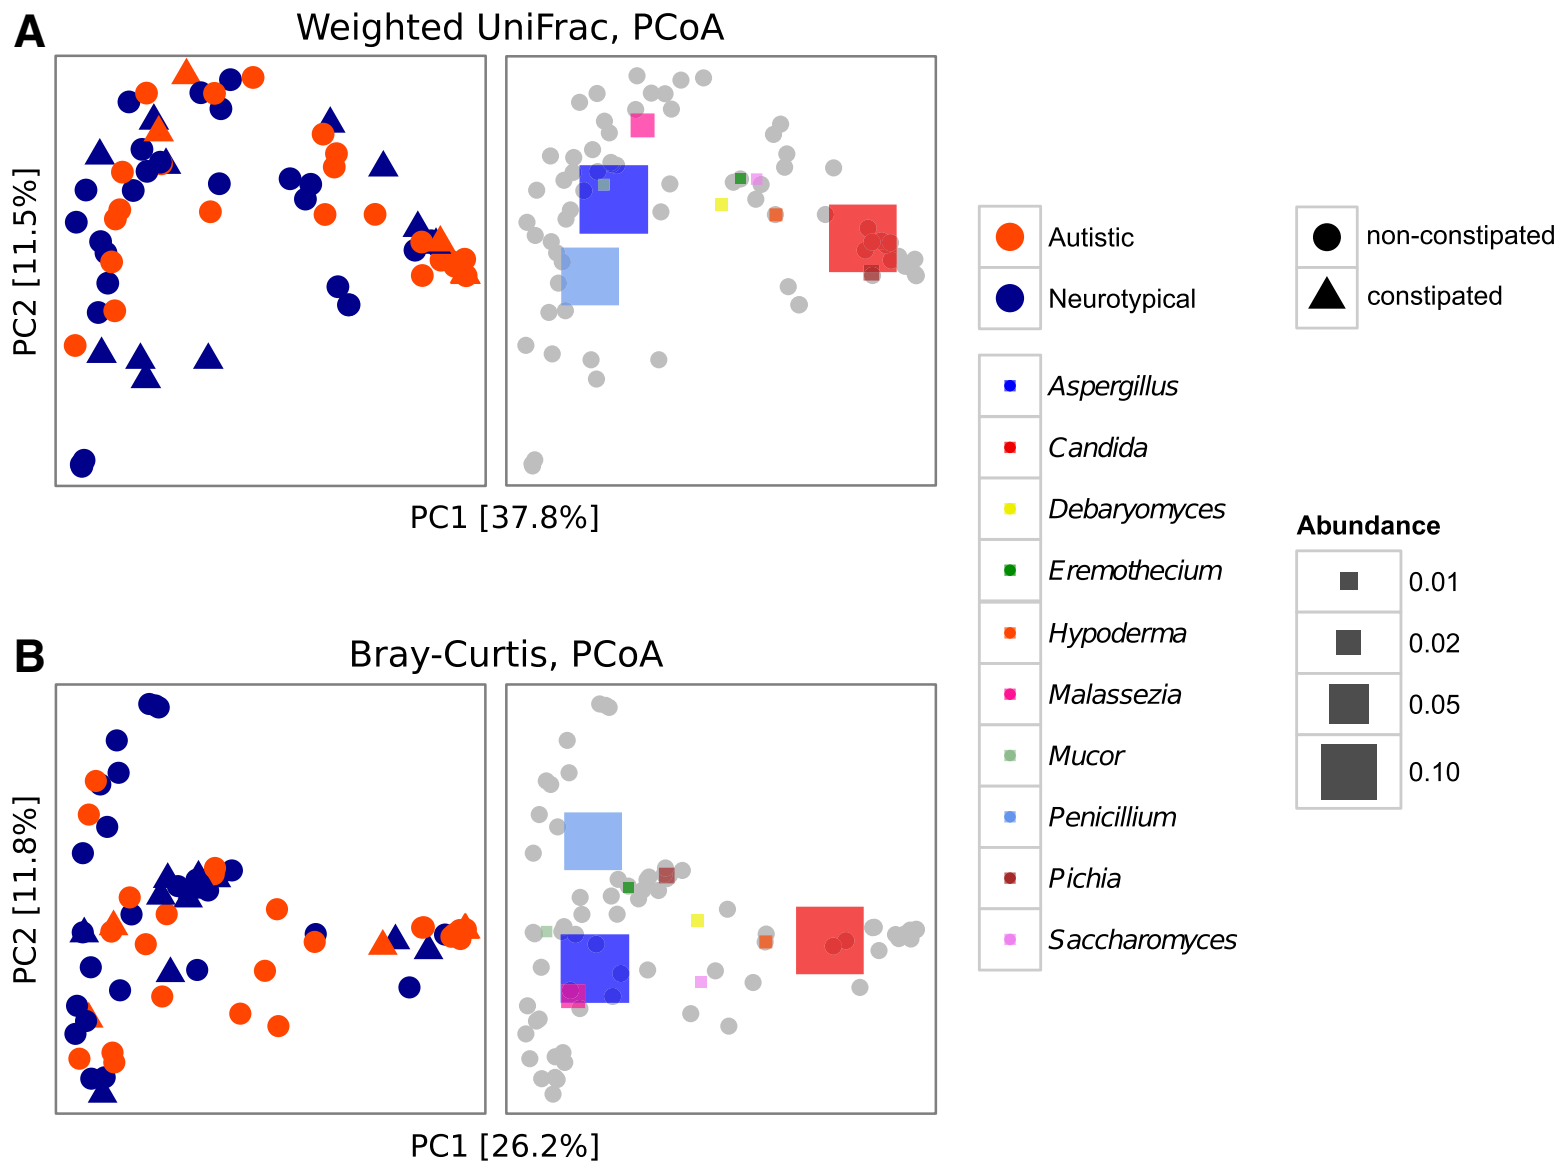 A
Weighted UniFrac, PCoA
PC2 [11.5%]
PC1 [37.8%]
B
Bray-Curtis, PCoA
PC2 [11.8%]
PC1 [26.2%]
Autistic
Neurotypical
non-constipated
constipated
Aspergillus
Candida
Debaryomyces
Eremothecium
Hypoderma
Malassezia
Mucor
Penicillium
Pichia
Saccharomyces
Abundance
0.01
0.02
0.05
0.10